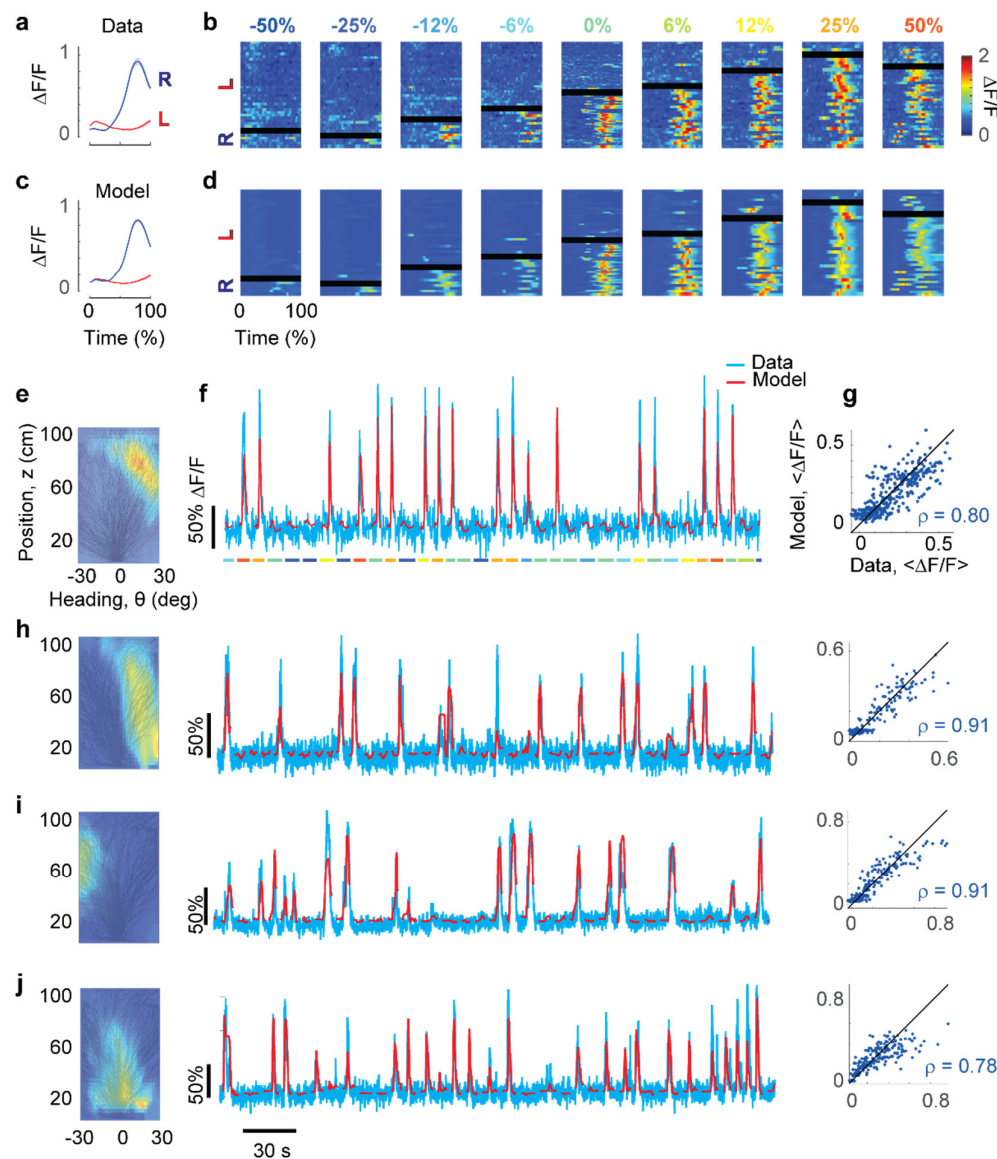 a Data
1
ΔF/F
0
R
L
b -50% -25% -12% -6% 0% 6% 12% 25% 50%
L
R
2
ΔF/F
0
c Model
1
ΔF/F
0
0 100
Time (%)
d
L
R
0 100
Time (%)
e
Position, z (cm)
100
60
20
-30 0 30
Heading, θ (deg)
f
Data
Model
50% ΔF/F
g
Model, <ΔF/F>
0.5
0
ρ = 0.80
0 0.5
Data, <ΔF/F>
h
100
60
20
50%
0.6
0
ρ = 0.91
0 0.6
i
100
60
20
50%
0.8
0
ρ = 0.91
0 0.8
j
100
60
20
-30 0 30
50%
30 s
0.8
0
ρ = 0.78
0 0.8